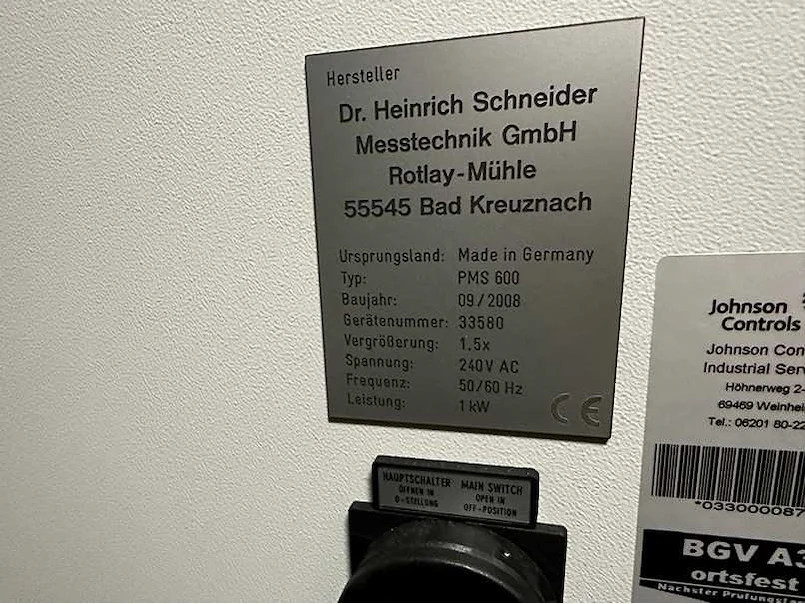 Hersteller
Dr. Heinrich Schneider
Messtechnik GmbH
Rotlay-Mühle
55545 Bad Kreuznach
Ursprungsland: Made in Germany
Typ: PMS 600
Baujahr: 09/2008
Gerätenummer: 33580
Vergrößerung: 1.5x
Spannung: 240V AC
Frequenz: 50/60 Hz
Leistung: 1 kW
CE
HAUPTSCHALTER
ÖFFNEN IN
0-STELLUNG
MAIN SWITCH
OPEN IN
OFF-POSITION
Johnson
Controls
Johnson Con
Industrial Serv
Höhnerweg 2-
69469 Weinhei
Tel.: 06201 80-22
*033000087
BGV A3
ortsfest
Nächster Prüfungsta